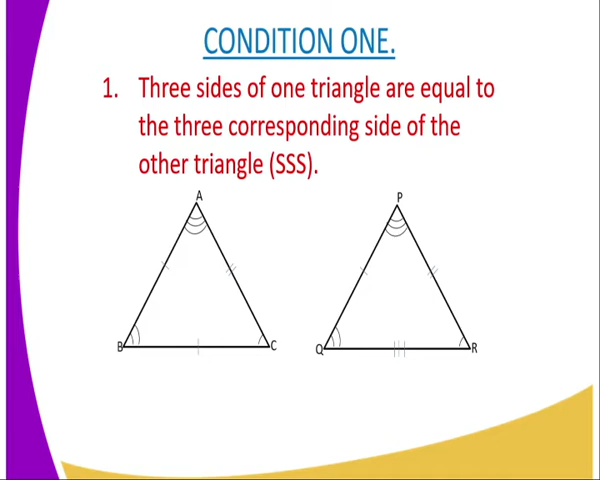 CONDITION ONE.
1. Three sides of one triangle are equal to
the three corresponding side of the
other triangle (SSS).
A P
B C Q R